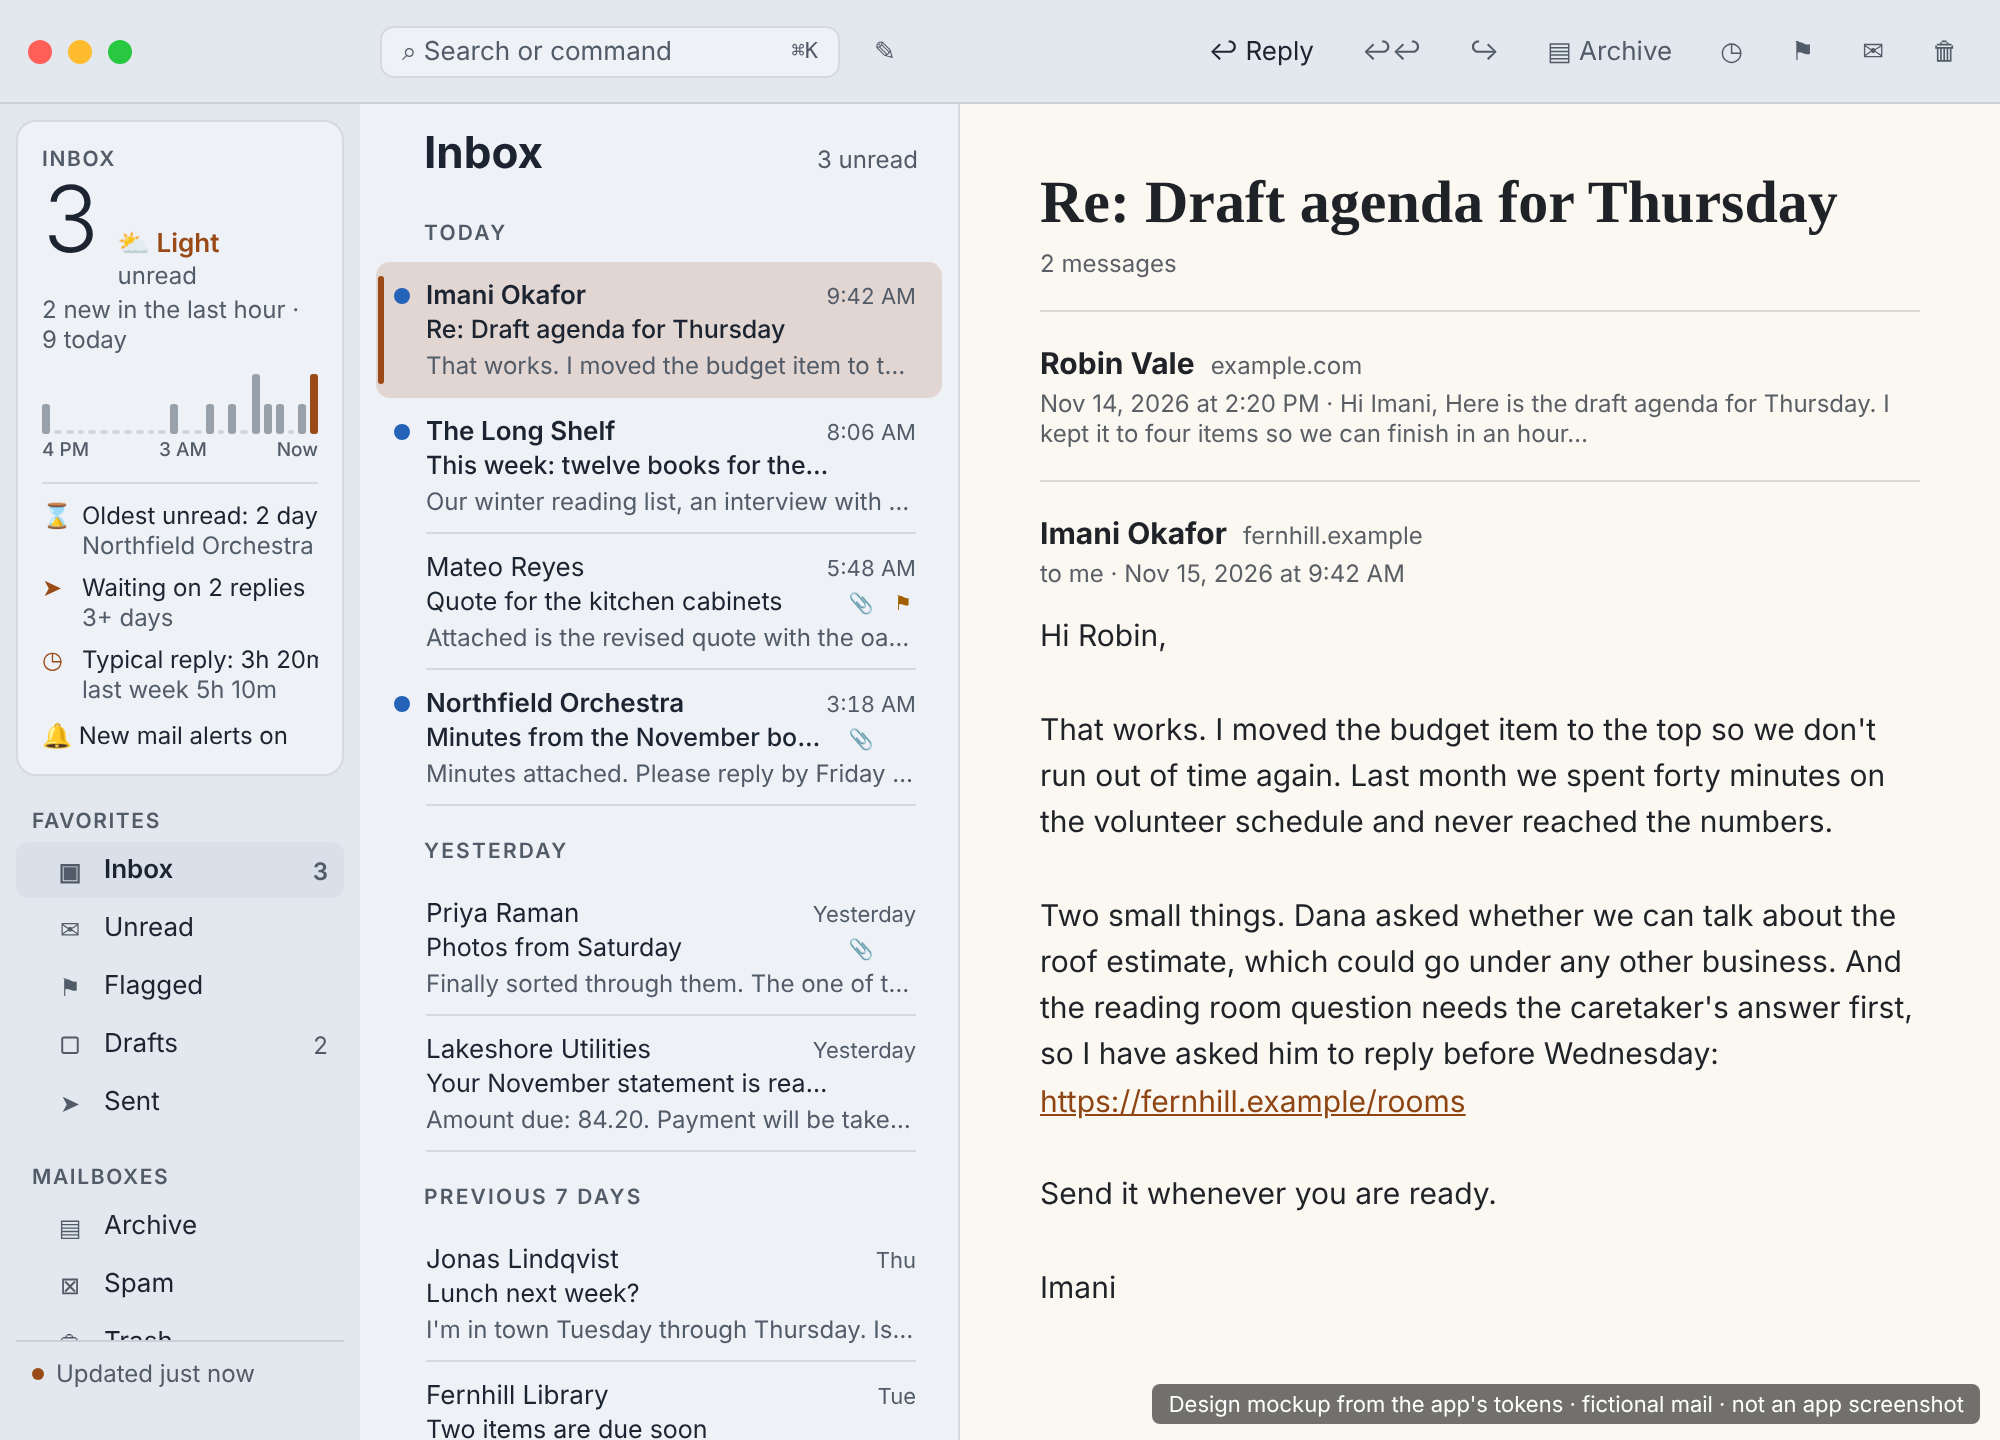 Search or command ⌘K
Reply
Archive
INBOX
3
Light
unread
2 new in the last hour ·
9 today
4 PM 3 AM Now
Oldest unread: 2 day
Northfield Orchestra
Waiting on 2 replies
3+ days
Typical reply: 3h 20m
last week 5h 10m
New mail alerts on
FAVORITES
Inbox 3
Unread
Flagged
Drafts 2
Sent
MAILBOXES
Archive
Spam
Trash
Updated just now
Inbox 3 unread
TODAY
Imani Okafor 9:42 AM
Re: Draft agenda for Thursday
That works. I moved the budget item to t...
The Long Shelf 8:06 AM
This week: twelve books for the...
Our winter reading list, an interview with ...
Mateo Reyes 5:48 AM
Quote for the kitchen cabinets
Attached is the revised quote with the oa...
Northfield Orchestra 3:18 AM
Minutes from the November bo...
Minutes attached. Please reply by Friday ...
YESTERDAY
Priya Raman Yesterday
Photos from Saturday
Finally sorted through them. The one of t...
Lakeshore Utilities Yesterday
Your November statement is rea...
Amount due: 84.20. Payment will be take...
PREVIOUS 7 DAYS
Jonas Lindqvist Thu
Lunch next week?
I'm in town Tuesday through Thursday. Is...
Fernhill Library Tue
Two items are due soon
Re: Draft agenda for Thursday
2 messages
Robin Vale example.com
Nov 14, 2026 at 2:20 PM · Hi Imani, Here is the draft agenda for Thursday. I
kept it to four items so we can finish in an hour...
Imani Okafor fernhill.example
to me · Nov 15, 2026 at 9:42 AM
Hi Robin,
That works. I moved the budget item to the top so we don't
run out of time again. Last month we spent forty minutes on
the volunteer schedule and never reached the numbers.
Two small things. Dana asked whether we can talk about the
roof estimate, which could go under any other business. And
the reading room question needs the caretaker's answer first,
so I have asked him to reply before Wednesday:
https://fernhill.example/rooms
Send it whenever you are ready.
Imani
Design mockup from the app's tokens · fictional mail · not an app screenshot